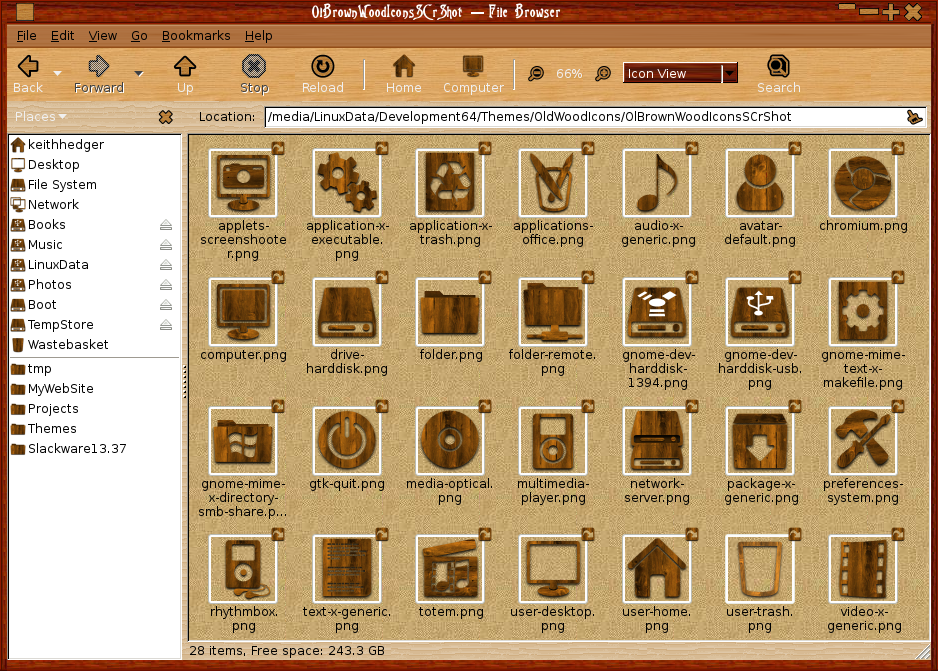 OlBrownWoodIconsSCrShot — File Browser
File Edit View Go Bookmarks Help
Back Forward Up Stop Reload Home Computer 66% Icon View Search
Places Location: /media/LinuxData/Development64/Themes/OldWoodIcons/OlBrownWoodIconsSCrShot
keithhedger
Desktop
File System
Network
Books
Music
LinuxData
Photos
Boot
TempStore
Wastebasket
tmp
MyWebSite
Projects
Themes
Slackware13.37
applets-
screenshoote
r.png
application-x-
executable.
png
application-x-
trash.png
applications-
office.png
audio-x-
generic.png
avatar-
default.png
chromium.png
computer.png
drive-
harddisk.png
folder.png
folder-remote.
png
gnome-dev-
harddisk-
1394.png
gnome-dev-
harddisk-usb.
png
gnome-mime-
text-x-
makefile.png
gnome-mime-
x-directory-
smb-share.p...
gtk-quit.png
media-optical.
png
multimedia-
player.png
network-
server.png
package-x-
generic.png
preferences-
system.png
rhythmbox.
png
text-x-generic.
png
totem.png
user-desktop.
png
user-home.
png
user-trash.
png
video-x-
generic.png
28 items, Free space: 243.3 GB